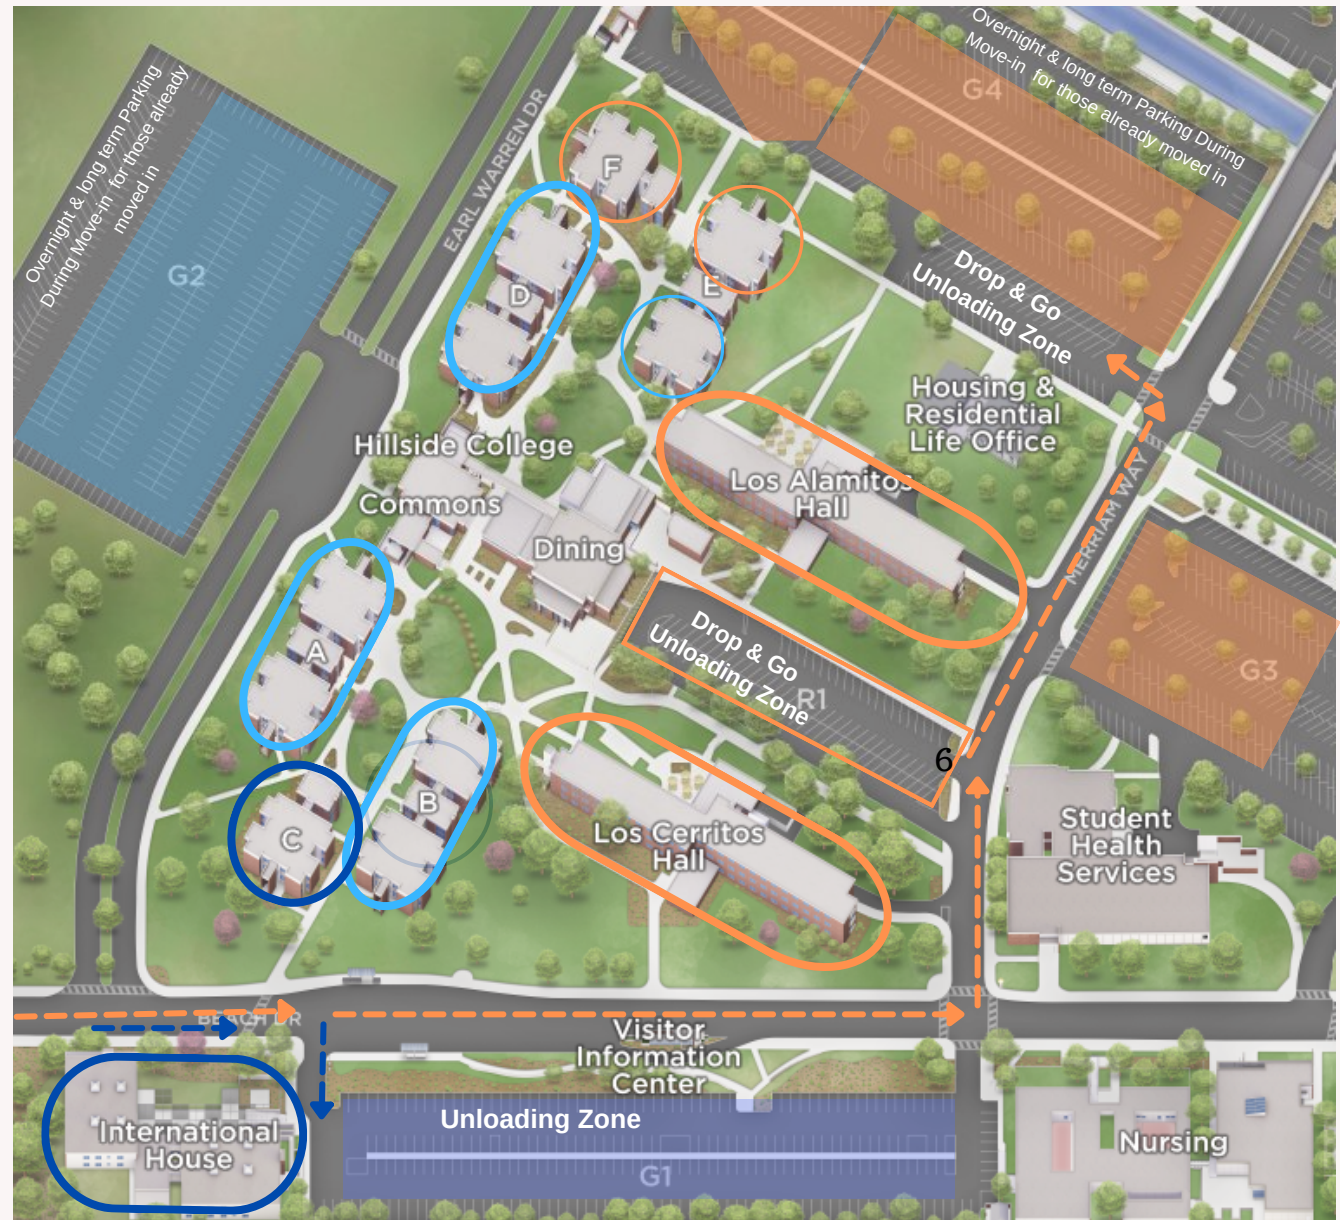 Overnight & long term Parking
During Move-in for those already
moved in
G2
EARL WARREN DR
Overnight & long term Parking During
Move-in for those already moved in
G4
F
D
E
Drop & Go
Unloading Zone
Housing &
Residential
Life Office
Hillside College
Commons
Dining
Los Alamitos
Hall
MERRIAM WAY
G3
A
Drop & Go
Unloading Zone
R1
6
B
C
Los Cerritos
Hall
Student
Health
Services
BEACH DR
Visitor
Information
Center
International
House
Unloading Zone
G1
Nursing